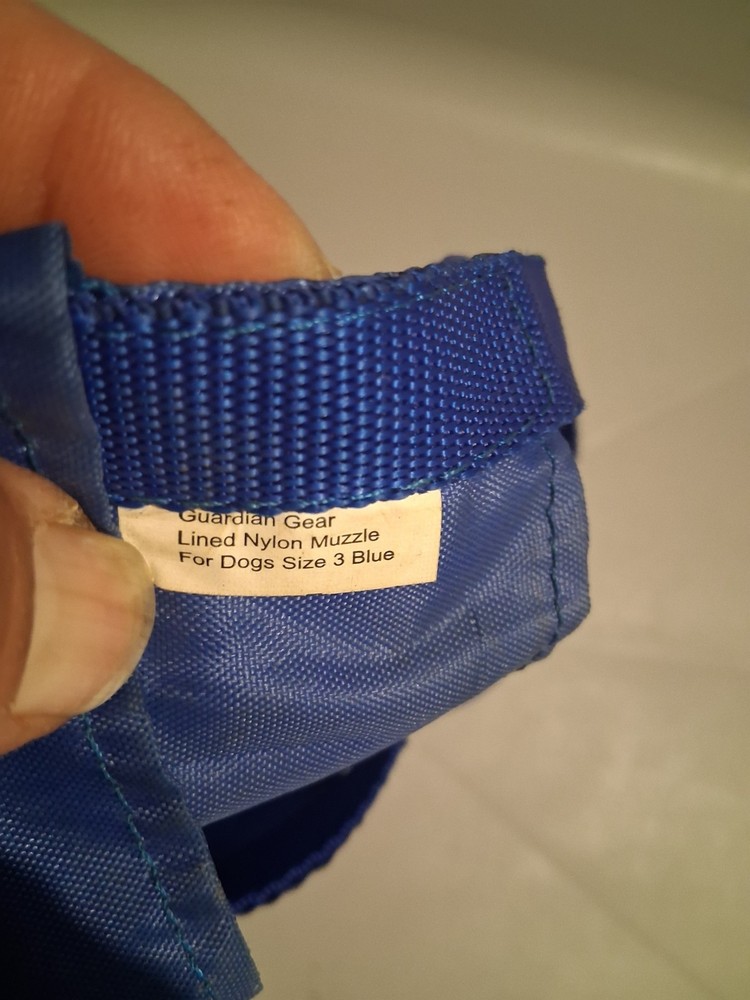 Guardian Gear
Lined Nylon Muzzle
For Dogs Size 3 Blue